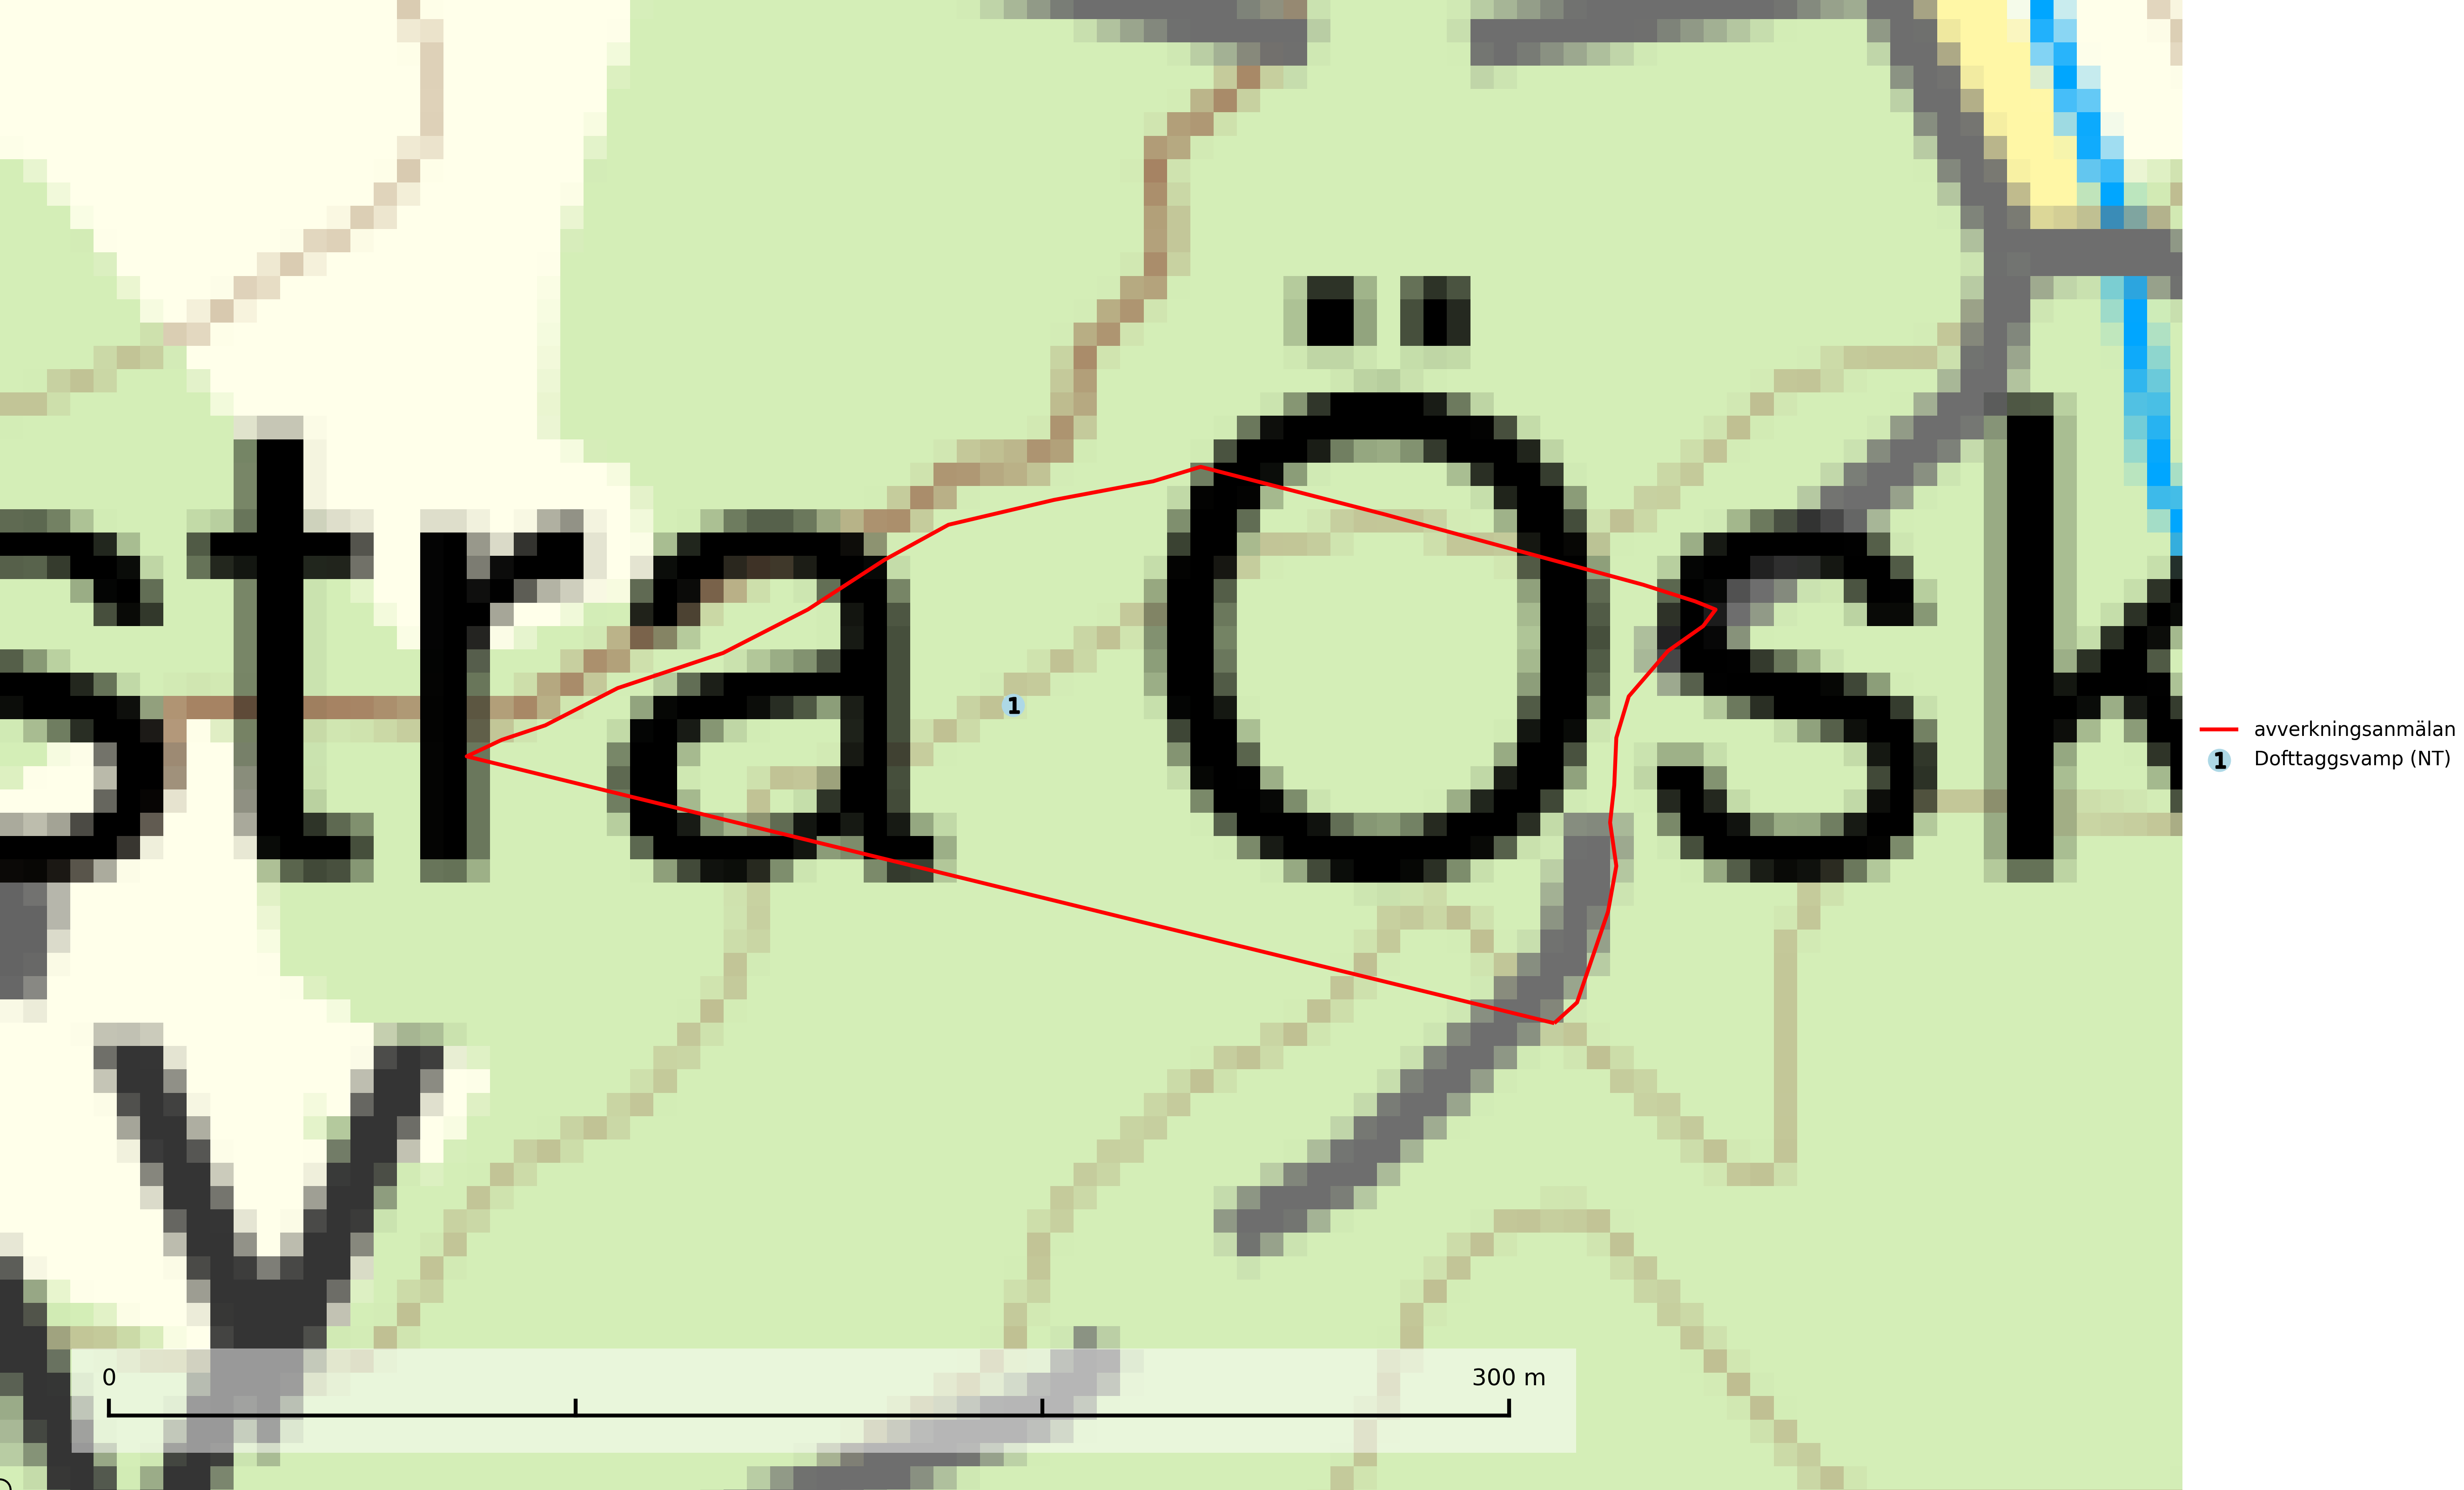 stra Ösk
1
avverkningsanmälan
1 Dofttaggsvamp (NT)
0 300 m